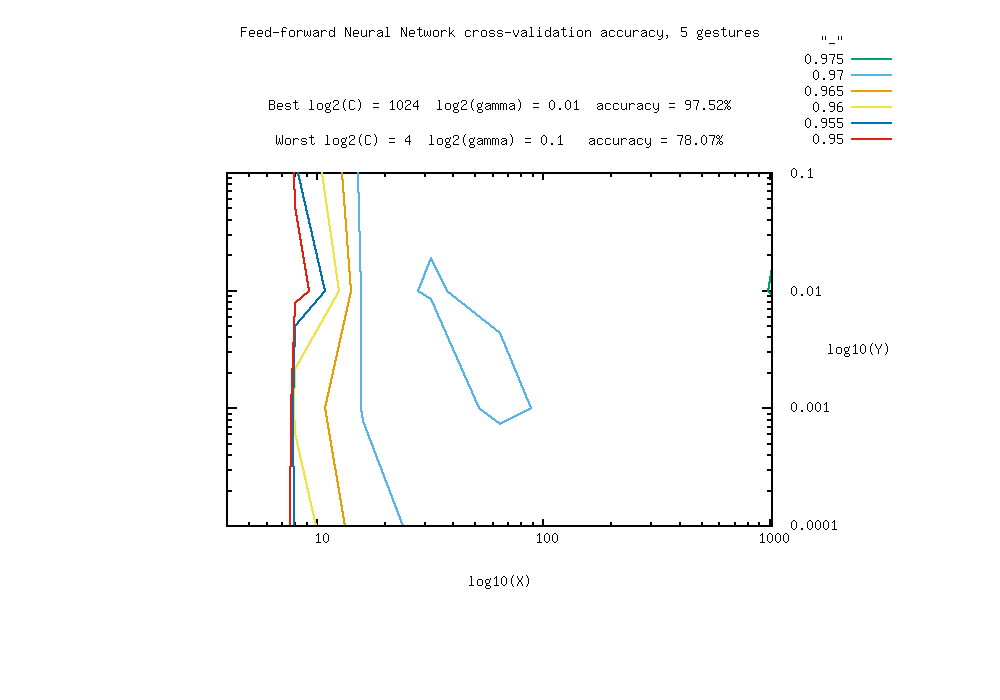 Feed-forward Neural Network cross-validation accuracy, 5 gestures
"_"
0.975
0.97
0.965
0.96
0.955
0.95
Best log2(C) = 1024  log2(gamma) = 0.01  accuracy = 97.52%
Worst log2(C) = 4  log2(gamma) = 0.1   accuracy = 78.07%
0.1
0.01
log10(Y)
0.001
0.0001
10
100
1000
log10(X)